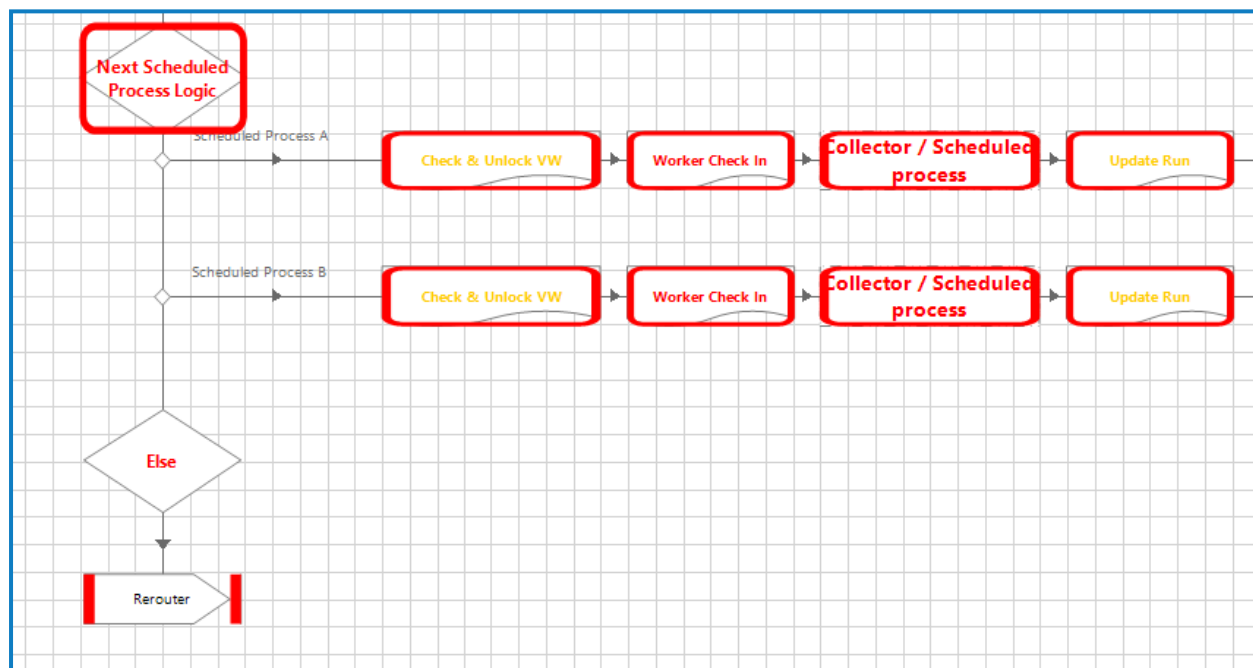 Next Scheduled
Process Logic
Scheduled Process A
Check & Unlock VW
Worker Check In
Collector / Scheduled
process
Update Run
Scheduled Process B
Check & Unlock VW
Worker Check In
Collector / Scheduled
process
Update Run
Else
Rerouter